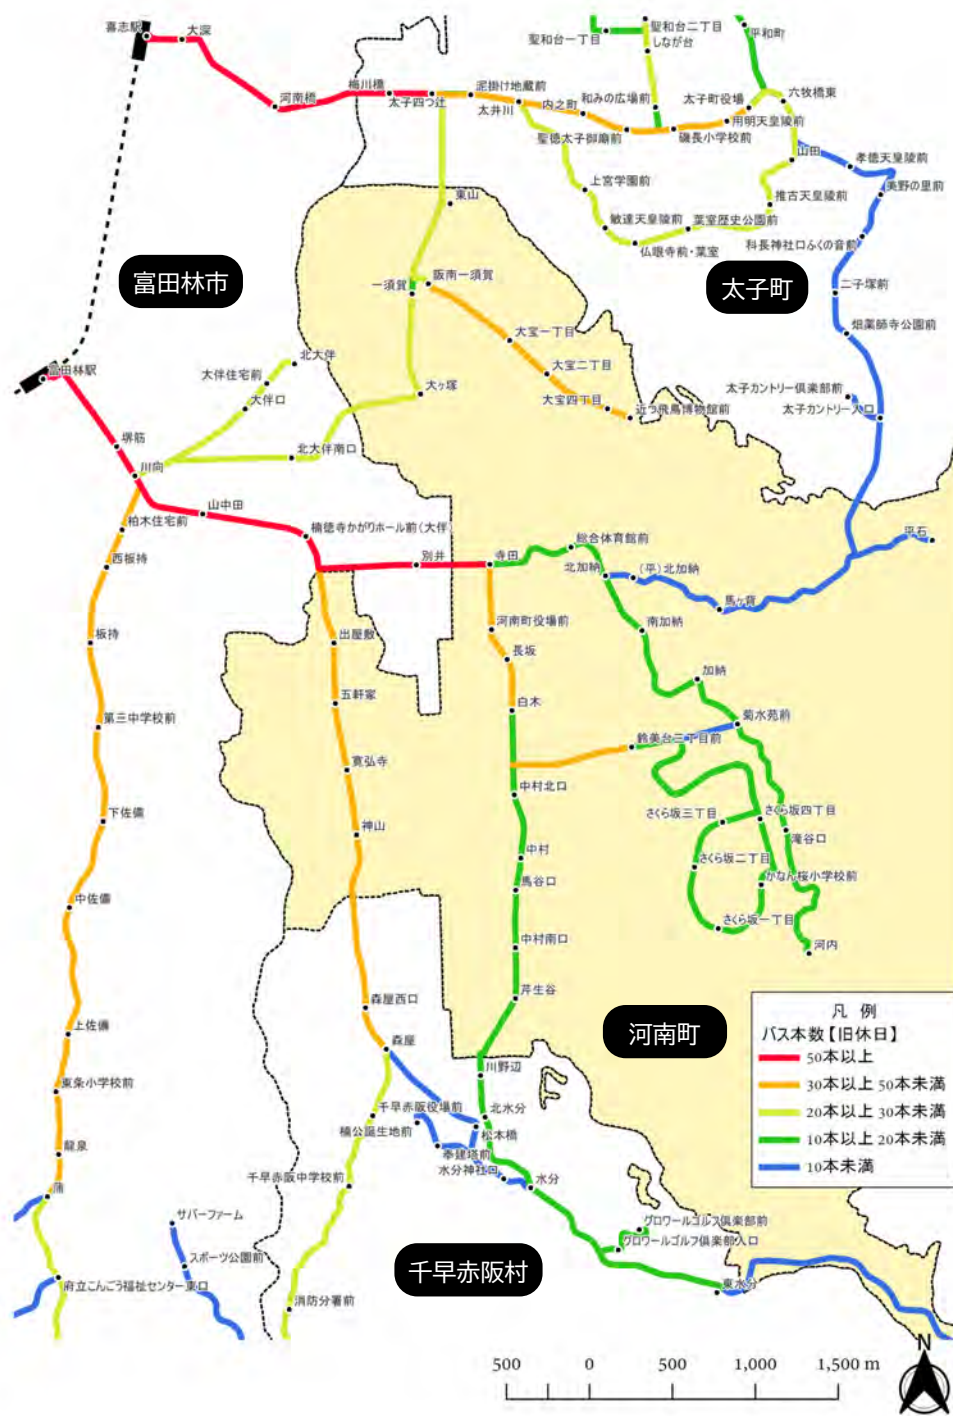 喜志駅
大深
河南橋
梅川橋
太子四つ辻
泥掛け地蔵前
太井川
内之町
和みの広場前
聖徳太子御廟前
磯長小学校前
用明天皇陵前
太子町役場
六枚橋東
聖和台一丁目
聖和台二丁目
しなが台
平和町
山田
孝徳天皇陵前
美野の里前
上宮学園前
推古天皇陵前
敏達天皇陵前
葉室歴史公園前
仏眼寺前・葉室
科長神社口ふくの音前
東山
富田林市
太子町
一須賀
阪南一須賀
二子塚前
畑薬師寺公園前
大宝一丁目
大宝二丁目
大宝四丁目
近つ飛鳥博物館前
太子カントリー倶楽部前
太子カントリー入口
富田林駅
北大伴
大伴住宅前
大伴口
大ヶ塚
堺筋
川向
北大伴南口
山中田
柏木住宅前
楠徳寺かがりホール前(大伴)
西板持
別井
寺田
総合体育館前
北加納
(平)北加納
平石
馬ヶ背
板持
出屋敷
河南町役場前
長坂
南加納
加納
五軒家
白木
菊水苑前
第三中学校前
鈴美台三丁目前
寛弘寺
中村北口
さくら坂三丁目
さくら坂四丁目
下佐備
神山
滝谷口
中村
さくら坂二丁目
馬谷口
かなん桜小学校前
中佐備
さくら坂一丁目
中村南口
河内
芹生谷
森屋西口
河南町
上佐備
森屋
川野辺
東条小学校前
千早赤阪役場前
北水分
楠公誕生地前
松本橋
龍泉
奉建塔前
水分神社口
千早赤阪中学校前
水分
蒲
サバーファーム
グロワールゴルフ倶楽部前
グロワールゴルフ倶楽部入口
スポーツ公園前
千早赤阪村
府立こんごう福祉センター東口
東水分
消防分署前
凡 例
バス本数【旧休日】
50本以上
30本以上 50本未満
20本以上 30本未満
10本以上 20本未満
10本未満
N
500 0 500 1,000 1,500 m